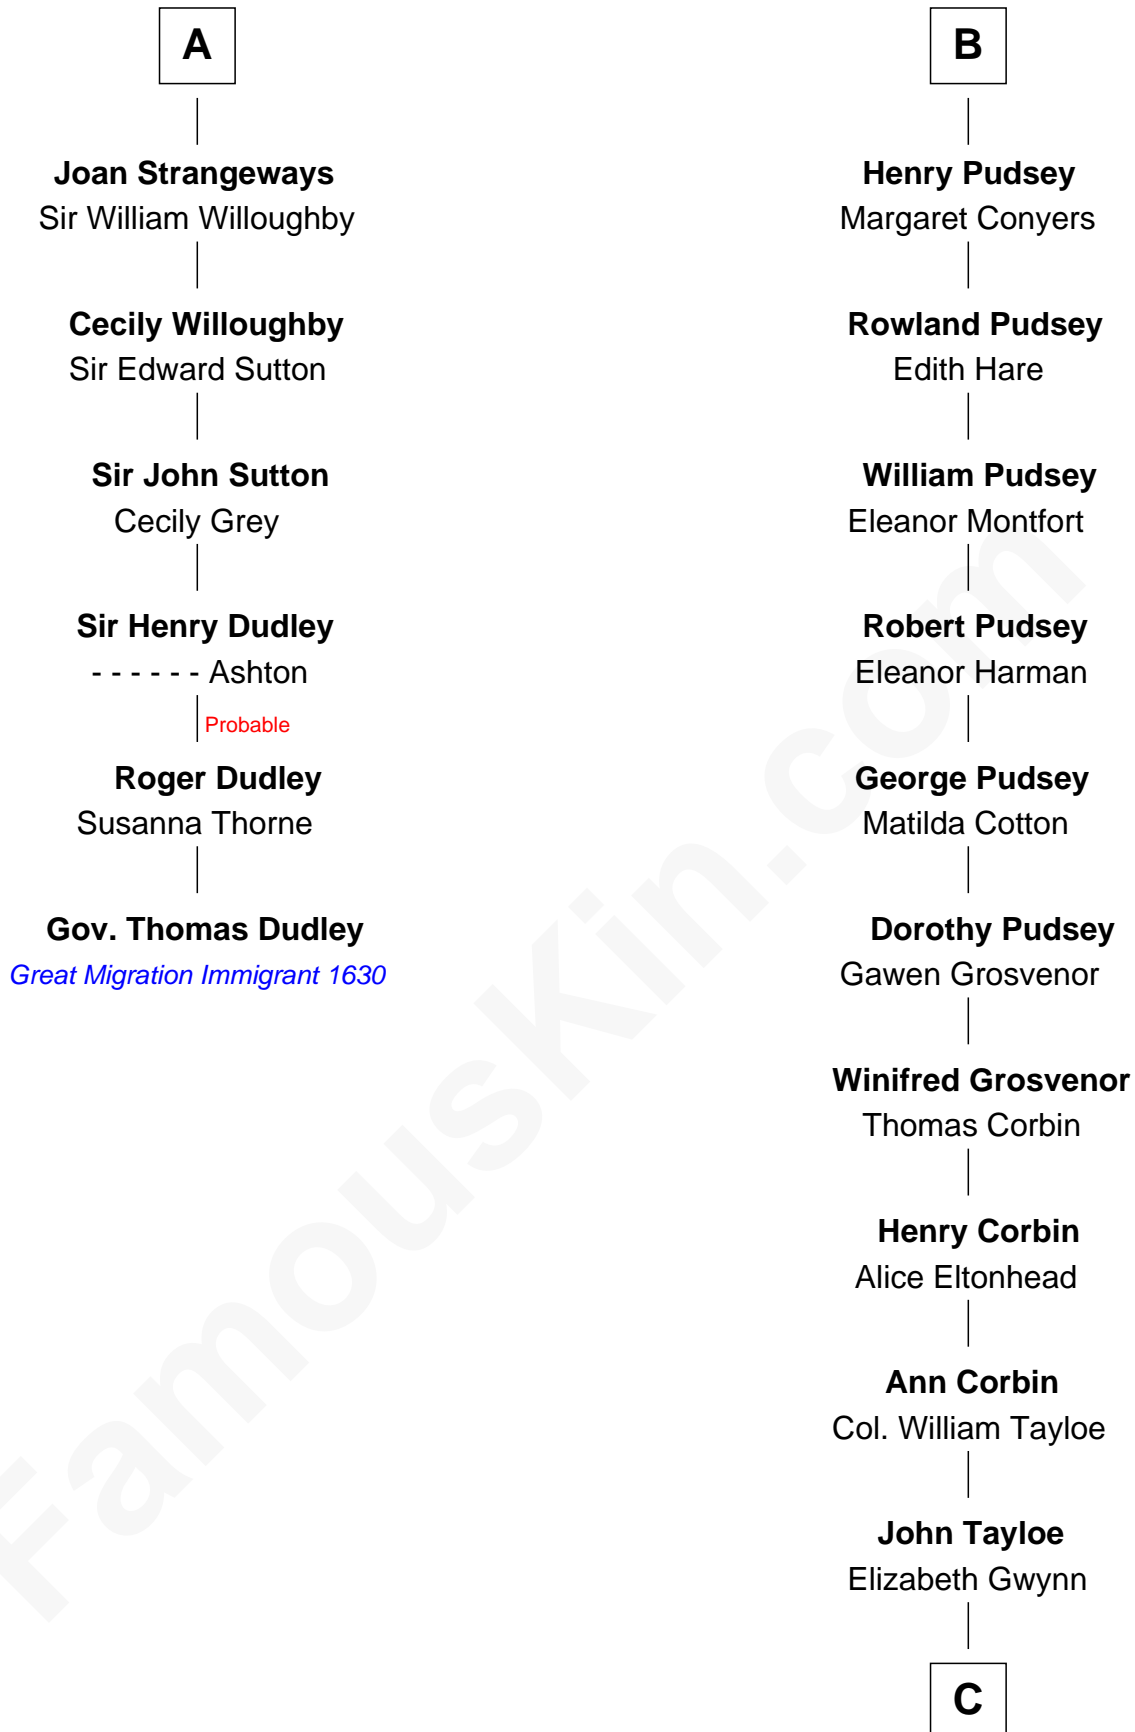 A
Joan Strangeways
Sir William Willoughby
Cecily Willoughby
Sir Edward Sutton
Sir John Sutton
Cecily Grey
Sir Henry Dudley
- - - - - - Ashton
Probable
Roger Dudley
Susanna Thorne
Gov. Thomas Dudley
Great Migration Immigrant 1630
B
Henry Pudsey
Margaret Conyers
Rowland Pudsey
Edith Hare
William Pudsey
Eleanor Montfort
Robert Pudsey
Eleanor Harman
George Pudsey
Matilda Cotton
Dorothy Pudsey
Gawen Grosvenor
Winifred Grosvenor
Thomas Corbin
Henry Corbin
Alice Eltonhead
Ann Corbin
Col. William Tayloe
John Tayloe
Elizabeth Gwynn
C
FamousKin.com